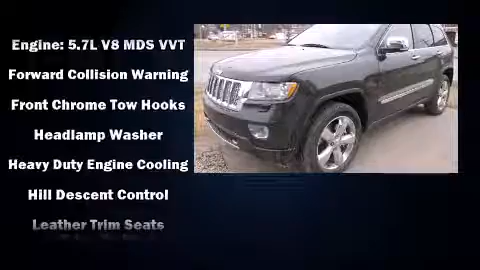 Engine: 5.7L V8 MDS VVT
Forward Collision Warning
Front Chrome Tow Hooks
Headlamp Washer
Heavy Duty Engine Cooling
Hill Descent Control
Leather Trim Seats